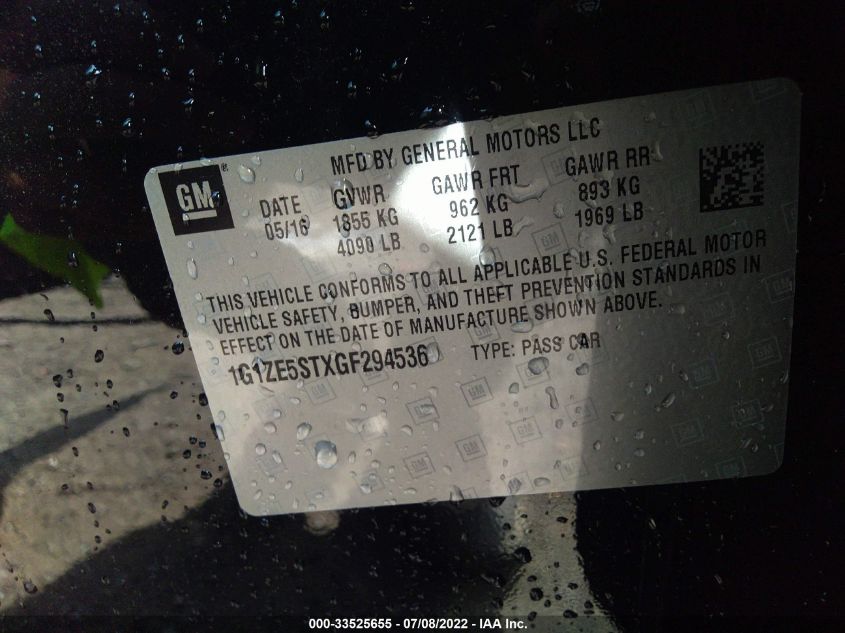 MFD BY GENERAL MOTORS LLC
GM®
DATE GVWR GAWR FRT GAWR RR
05/16 1855 KG 962 KG 893 KG
4090 LB 2121 LB 1969 LB
THIS VEHICLE CONFORMS TO ALL APPLICABLE U.S. FEDERAL MOTOR
VEHICLE SAFETY, BUMPER, AND THEFT PREVENTION STANDARDS IN
EFFECT ON THE DATE OF MANUFACTURE SHOWN ABOVE.
1G1ZE5STXGF294536 TYPE: PASS CAR
000-33525655 - 07/08/2022 - IAA Inc.